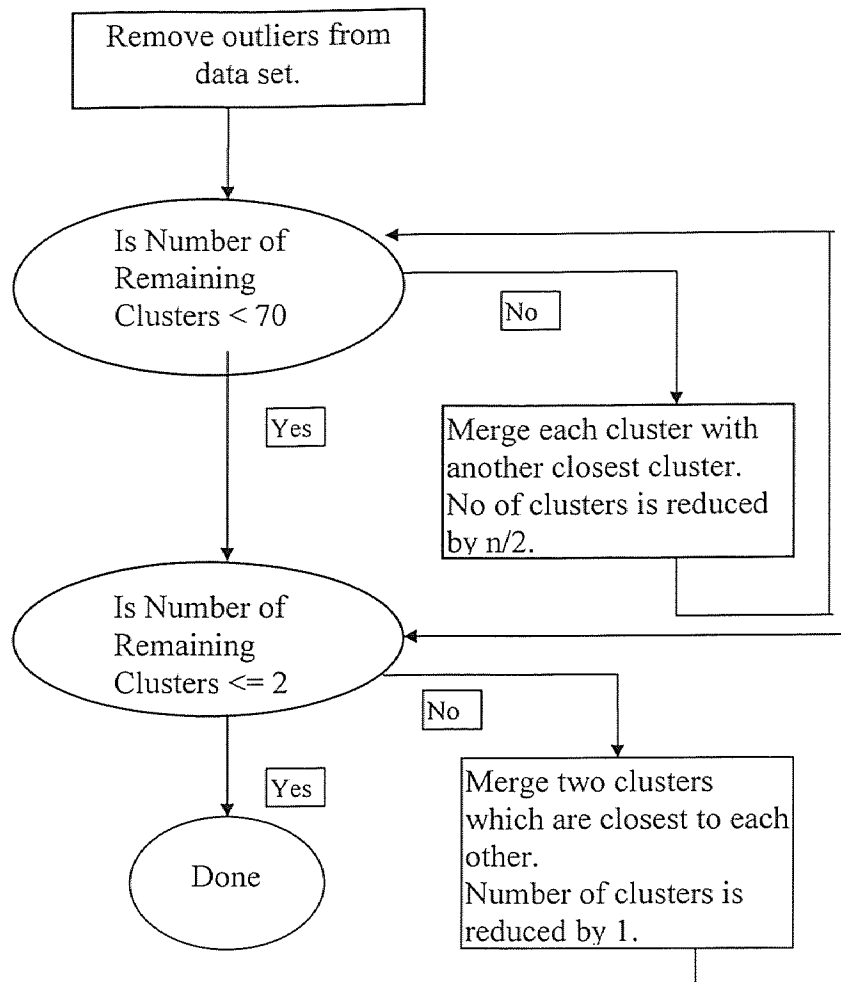 Remove outliers from
data set.
Is Number of
Remaining
Clusters < 70
No
Yes
Merge each cluster with
another closest cluster.
No of clusters is reduced
by n/2.
Is Number of
Remaining
Clusters <= 2
No
Yes
Merge two clusters
which are closest to each
other.
Number of clusters is
reduced by 1.
Done